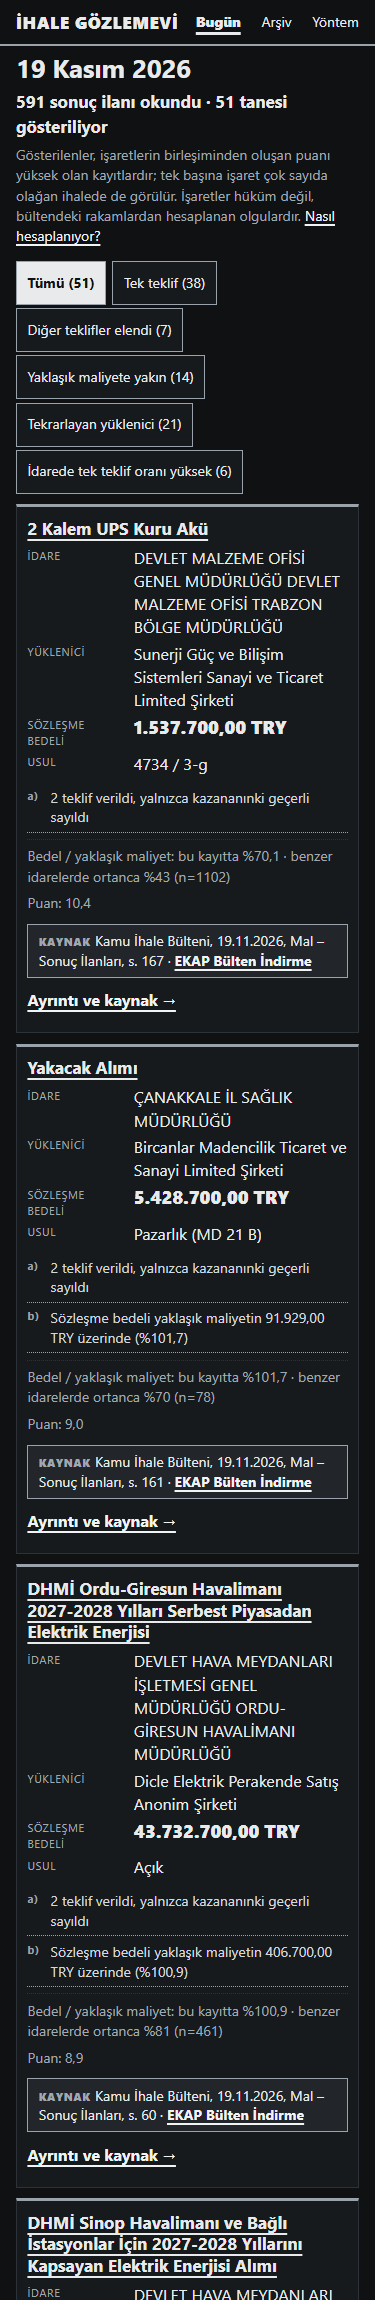 İHALE GÖZLEMEVİ Bugün Arşiv Yöntem
19 Kasım 2026
591 sonuç ilanı okundu · 51 tanesi
gösteriliyor
Gösterilenler, işaretlerin birleşiminden oluşan puanı
yüksek olan kayıtlardır; tek başına işaret çok sayıda
olağan ihalede de görülür. İşaretler hüküm değil,
bültendeki rakamlardan hesaplanan olgulardır. Nasıl
hesaplanıyor?
Tümü (51) Tek teklif (38)
Diğer teklifler elendi (7)
Yaklaşık maliyete yakın (14)
Tekrarlayan yüklenici (21)
İdarede tek teklif oranı yüksek (6)
2 Kalem UPS Kuru Akü
İDARE DEVLET MALZEME OFİSİ
GENEL MÜDÜRLÜĞÜ DEVLET
MALZEME OFİSİ TRABZON
BÖLGE MÜDÜRLÜĞÜ
YÜKLENİCİ Sunerji Güç ve Bilişim
Sistemleri Sanayi ve Ticaret
Limited Şirketi
SÖZLEŞME 1.537.700,00 TRY
BEDELİ
USUL 4734 / 3-g
a) 2 teklif verildi, yalnızca kazananınki geçerli
sayıldı
Bedel / yaklaşık maliyet: bu kayıtta %70,1 · benzer
idarelerde ortanca %43 (n=1102)
Puan: 10,4
KAYNAK Kamu İhale Bülteni, 19.11.2026, Mal –
Sonuç İlanları, s. 167 · EKAP Bülten İndirme
Ayrıntı ve kaynak →
Yakacak Alımı
İDARE ÇANAKKALE İL SAĞLIK
MÜDÜRLÜĞÜ
YÜKLENİCİ Bircanlar Madencilik Ticaret ve
Sanayi Limited Şirketi
SÖZLEŞME 5.428.700,00 TRY
BEDELİ
USUL Pazarlık (MD 21 B)
a) 2 teklif verildi, yalnızca kazananınki geçerli
sayıldı
b) Sözleşme bedeli yaklaşık maliyetin 91.929,00
TRY üzerinde (%101,7)
Bedel / yaklaşık maliyet: bu kayıtta %101,7 · benzer
idarelerde ortanca %70 (n=78)
Puan: 9,0
KAYNAK Kamu İhale Bülteni, 19.11.2026, Mal –
Sonuç İlanları, s. 161 · EKAP Bülten İndirme
Ayrıntı ve kaynak →
DHMİ Ordu-Giresun Havalimanı
2027-2028 Yılları Serbest Piyasadan
Elektrik Enerjisi
İDARE DEVLET HAVA MEYDANLARI
İŞLETMESİ GENEL
MÜDÜRLÜĞÜ ORDU-
GİRESUN HAVALİMANI
MÜDÜRLÜĞÜ
YÜKLENİCİ Dicle Elektrik Perakende Satış
Anonim Şirketi
SÖZLEŞME 43.732.700,00 TRY
BEDELİ
USUL Açık
a) 2 teklif verildi, yalnızca kazananınki geçerli
sayıldı
b) Sözleşme bedeli yaklaşık maliyetin 406.700,00
TRY üzerinde (%100,9)
Bedel / yaklaşık maliyet: bu kayıtta %100,9 · benzer
idarelerde ortanca %81 (n=461)
Puan: 8,9
KAYNAK Kamu İhale Bülteni, 19.11.2026, Mal –
Sonuç İlanları, s. 60 · EKAP Bülten İndirme
Ayrıntı ve kaynak →
DHMİ Sinop Havalimanı ve Bağlı
İstasyonlar İçin 2027-2028 Yıllarını
Kapsayan Elektrik Enerjisi Alımı
İDARE DEVLET HAVA MEYDANLARI